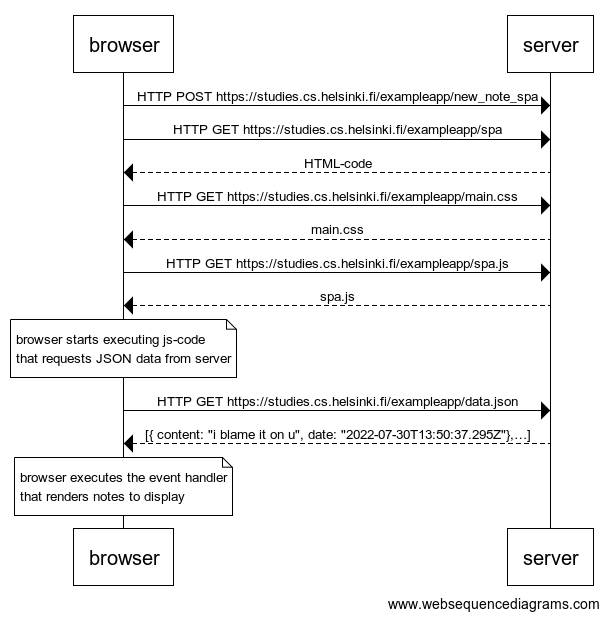 browser
server
HTTP POST https://studies.cs.helsinki.fi/exampleapp/new_note_spa
HTTP GET https://studies.cs.helsinki.fi/exampleapp/spa
HTML-code
HTTP GET https://studies.cs.helsinki.fi/exampleapp/main.css
main.css
HTTP GET https://studies.cs.helsinki.fi/exampleapp/spa.js
spa.js
browser starts executing js-code
that requests JSON data from server
HTTP GET https://studies.cs.helsinki.fi/exampleapp/data.json
[{ content: "i blame it on u", date: "2022-07-30T13:50:37.295Z"},...]
browser executes the event handler
that renders notes to display
browser
server
www.websequencediagrams.com